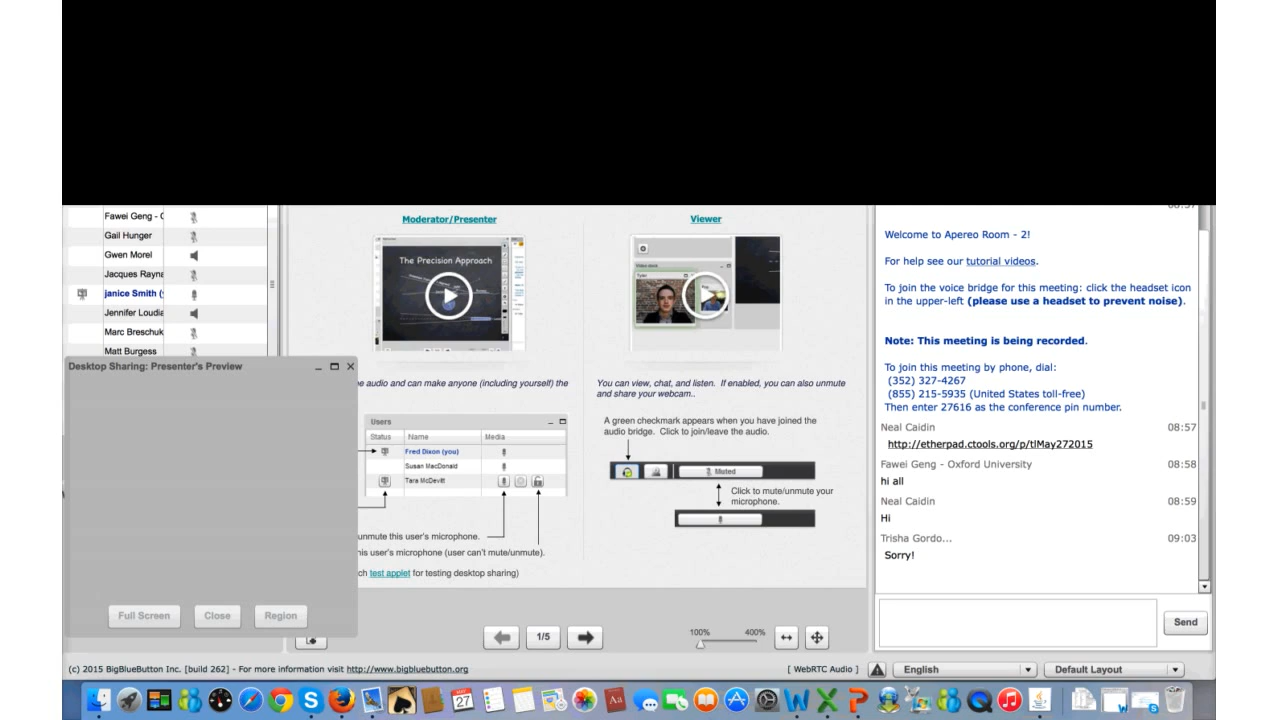 Fawei Geng - O
Gail Hunger
Gwen Morel
Jacques Rayna
janice Smith (y
Jennifer Loudia
Marc Breschuk
Matt Burgess
Desktop Sharing: Presenter's Preview
Full Screen
Close
Region
Moderator/Presenter
The Precision Approach
e audio and can make anyone (including yourself) the
Users
Status
Name
Media
Fred Dixon (you)
Susan MacDonald
Tara McDevitt
unmute this user's microphone.
his user's microphone (user can't mute/unmute).
ch test applet for testing desktop sharing)
Viewer
Video dock
Tyler
You can view, chat, and listen. If enabled, you can also unmute
and share your webcam..
A green checkmark appears when you have joined the
audio bridge. Click to join/leave the audio.
Muted
Click to mute/unmute your
microphone.
1/5
100%
400%
08:57
Welcome to Apereo Room - 2!
For help see our tutorial videos.
To join the voice bridge for this meeting: click the headset icon
in the upper-left (please use a headset to prevent noise).
Note: This meeting is being recorded.
To join this meeting by phone, dial:
(352) 327-4267
(855) 215-5935 (United States toll-free)
Then enter 27616 as the conference pin number.
Neal Caidin 08:57
http://etherpad.ctools.org/p/tlMay272015
Fawei Geng - Oxford University 08:58
hi all
Neal Caidin 08:59
Hi
Trisha Gordo... 09:03
Sorry!
Send
(c) 2015 BigBlueButton Inc. [build 262] - For more information visit http://www.bigbluebutton.org
[ WebRTC Audio ]
English
Default Layout
27